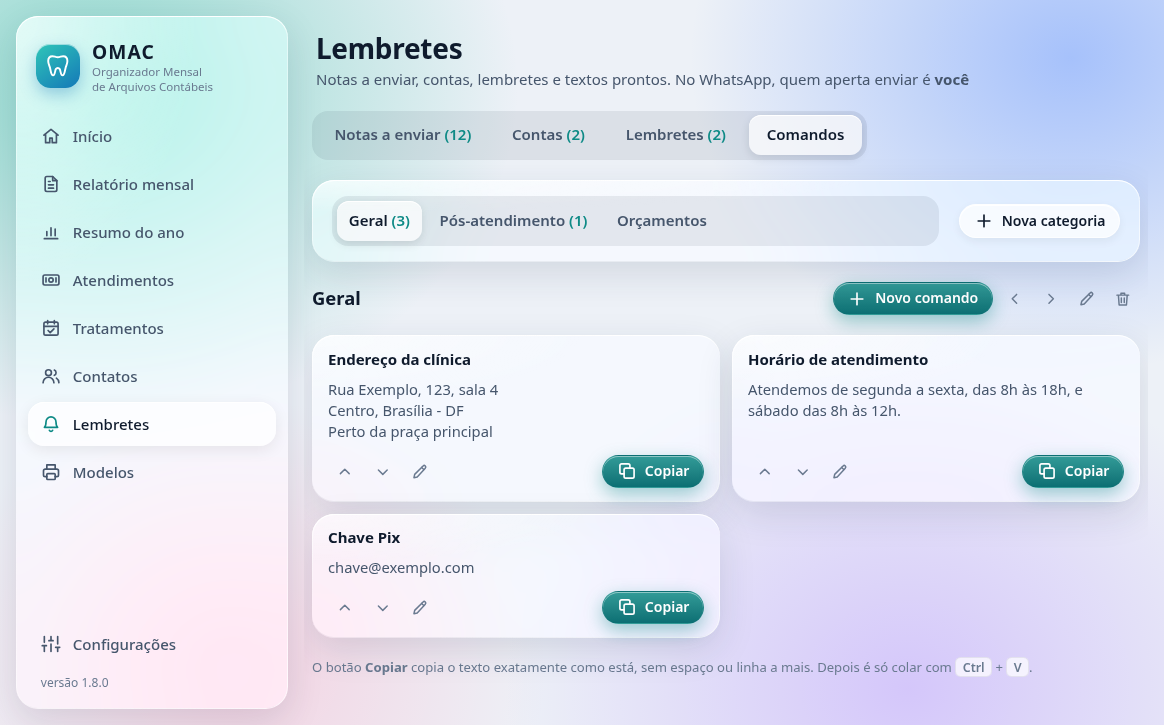 OMAC
Organizador Mensal
de Arquivos Contábeis
Início
Relatório mensal
Resumo do ano
Atendimentos
Tratamentos
Contatos
Lembretes
Modelos
Configurações
versão 1.8.0
Lembretes
Notas a enviar, contas, lembretes e textos prontos. No WhatsApp, quem aperta enviar é você
Notas a enviar (12)
Contas (2)
Lembretes (2)
Comandos
Geral (3)
Pós-atendimento (1)
Orçamentos
Nova categoria
Geral
Novo comando
Endereço da clínica
Rua Exemplo, 123, sala 4
Centro, Brasília - DF
Perto da praça principal
Copiar
Horário de atendimento
Atendemos de segunda a sexta, das 8h às 18h, e
sábado das 8h às 12h.
Copiar
Chave Pix
chave@exemplo.com
Copiar
O botão Copiar copia o texto exatamente como está, sem espaço ou linha a mais. Depois é só colar com Ctrl + V.